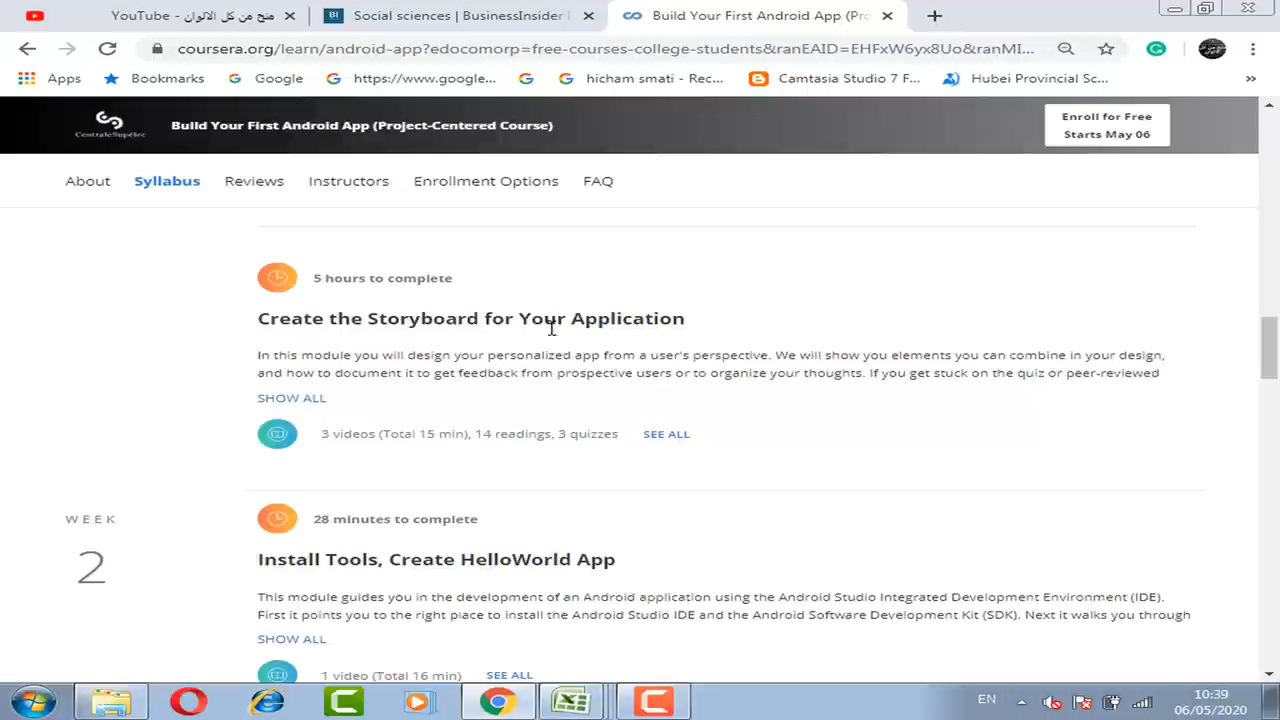 YouTube - منح من كل الالوان
Social sciences | BusinessInsider
Build Your First Android App (Pro
coursera.org/learn/android-app?edocomorp=free-courses-college-students&ranEAID=EHFxW6yx8Uo&ranMI...
Apps
Bookmarks
Google
https://www.google...
hicham smati - Rec...
Camtasia Studio 7 F...
Hubei Provincial Sc...
»
CentraleSupélec
Build Your First Android App (Project-Centered Course)
Enroll for Free
Starts May 06
About
Syllabus
Reviews
Instructors
Enrollment Options
FAQ
5 hours to complete
Create the Storyboard for Your Application
In this module you will design your personalized app from a user's perspective. We will show you elements you can combine in your design,
and how to document it to get feedback from prospective users or to organize your thoughts. If you get stuck on the quiz or peer-reviewed
SHOW ALL
3 videos (Total 15 min), 14 readings, 3 quizzes
SEE ALL
WEEK
2
28 minutes to complete
Install Tools, Create HelloWorld App
This module guides you in the development of an Android application using the Android Studio Integrated Development Environment (IDE).
First it points you to the right place to install the Android Studio IDE and the Android Software Development Kit (SDK). Next it walks you through
SHOW ALL
1 video (Total 16 min)
SEE ALL
EN
10:39
06/05/2020